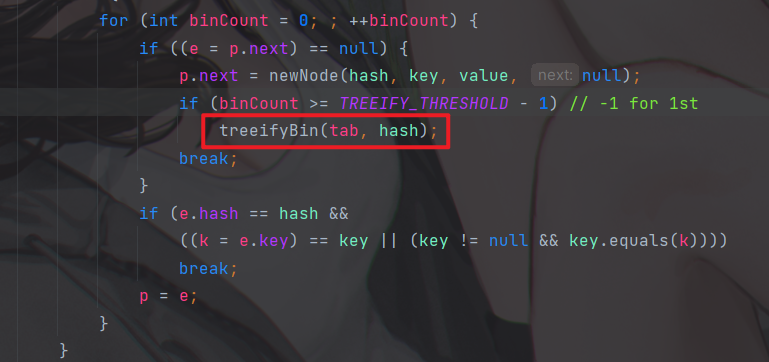 for (int binCount = 0; ; ++binCount) {
if ((e = p.next) == null) {
p.next = newNode(hash, key, value, next: null);
if (binCount >= TREEIFY_THRESHOLD - 1) // -1 for 1st
treeifyBin(tab, hash);
break;
}
if (e.hash == hash &&
((k = e.key) == key || (key != null && key.equals(k))))
break;
p = e;
}
}